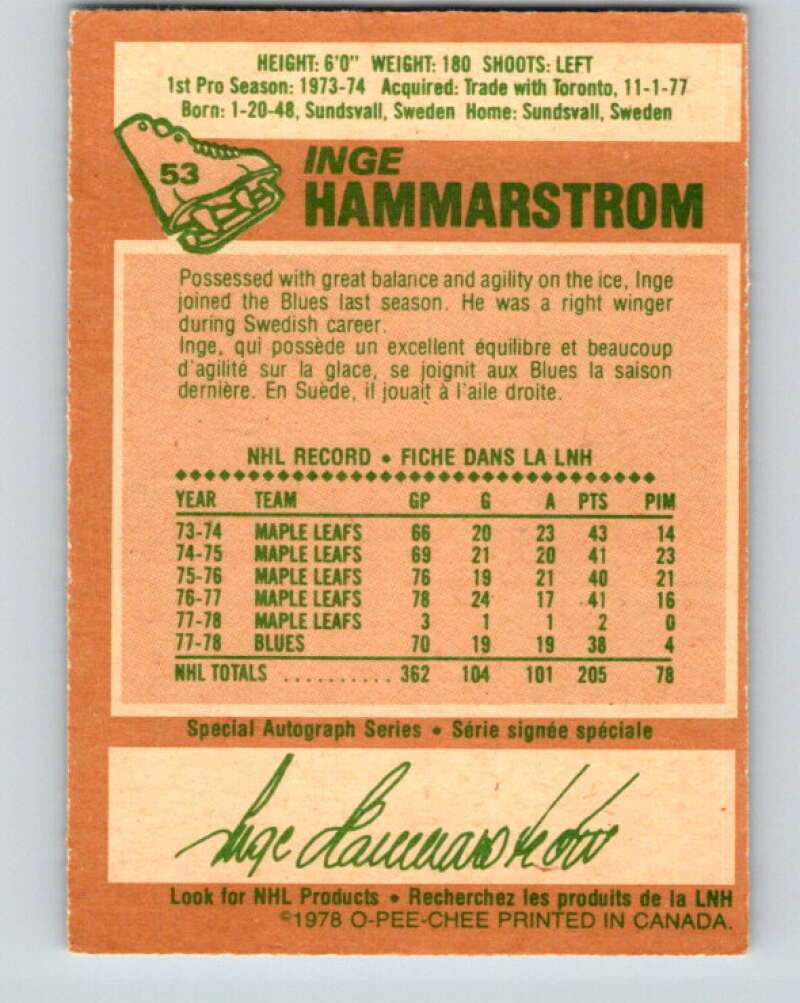 HEIGHT: 6'0" WEIGHT: 180 SHOOTS: LEFT
1st Pro Season: 1973-74 Acquired: Trade with Toronto, 11-1-77
Born: 1-20-48, Sundsvall, Sweden Home: Sundsvall, Sweden
53
INGE
HAMMARSTROM
Possessed with great balance and agility on the ice, Inge
joined the Blues last season. He was a right winger
during Swedish career.
Inge, qui possède un excellent équilibre et beaucoup
d'agilité sur la glace, se joignit aux Blues la saison
dernière. En Suède, il jouait à l'aile droite.
NHL RECORD • FICHE DANS LA LNH
YEAR TEAM GP G A PTS PIM
73-74 MAPLE LEAFS 66 20 23 43 14
74-75 MAPLE LEAFS 69 21 20 41 23
75-76 MAPLE LEAFS 76 19 21 40 21
76-77 MAPLE LEAFS 78 24 17 41 16
77-78 MAPLE LEAFS 3 1 1 2 0
77-78 BLUES 70 19 19 38 4
NHL TOTALS .......... 362 104 101 205 78
Special Autograph Series • Série signée spéciale
Inge Hammarström
Look for NHL Products • Recherchez les produits de la LNH
©1978 O-PEE-CHEE PRINTED IN CANADA.